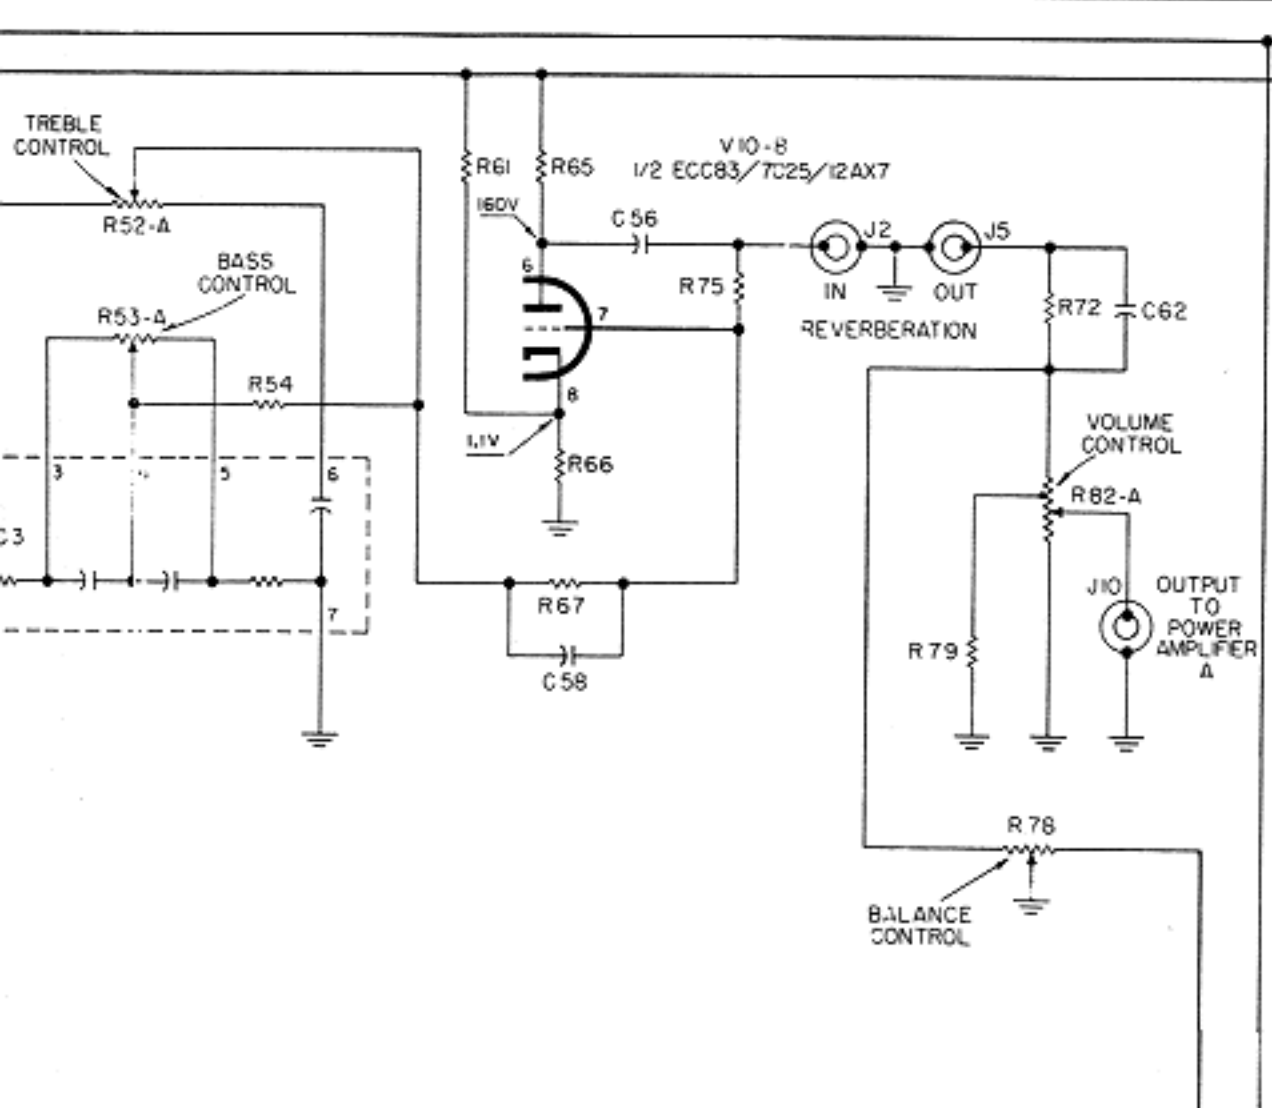 TREBLE
CONTROL
R52-A
BASS
CONTROL
R53-A
R54
3
4
5
6
C3
7
R61
R65
160V
V10-B
1/2 ECC83/7025/12AX7
C56
6
7
8
1.1V
R66
R75
J2
J5
IN
OUT
REVERBERATION
R72
C62
R67
C58
VOLUME
CONTROL
R82-A
R79
J10
OUTPUT
TO
POWER
AMPLIFIER
A
R78
BALANCE
CONTROL